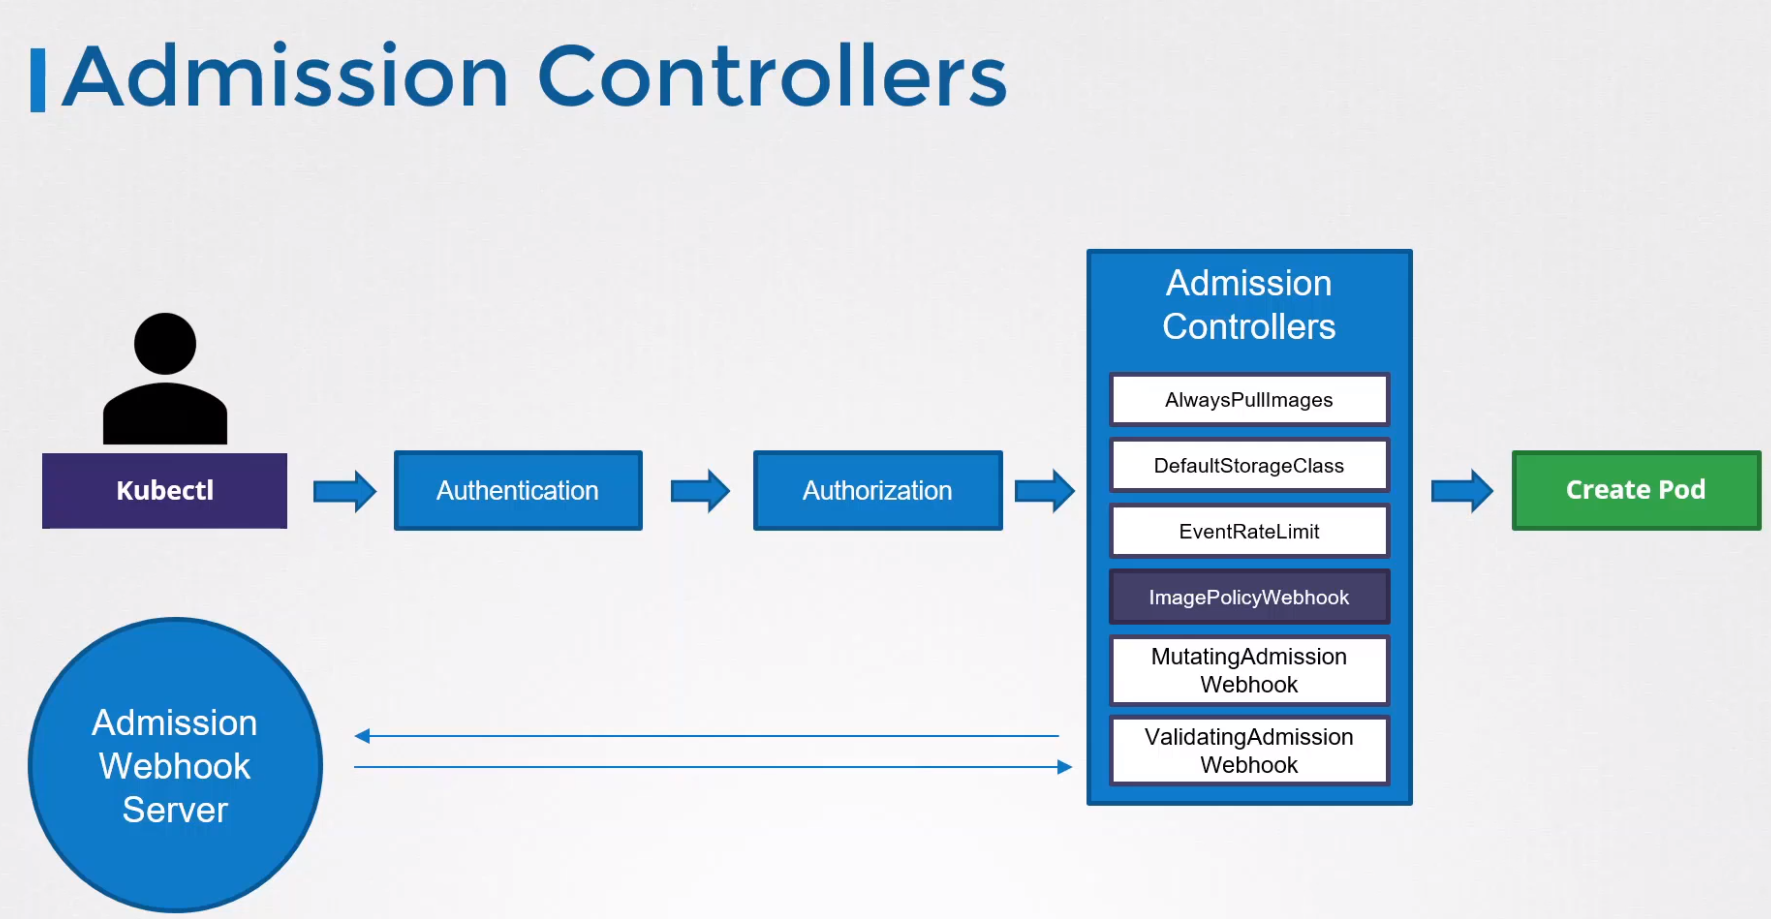 Admission Controllers
Kubectl
Authentication
Authorization
Admission
Controllers
AlwaysPullImages
DefaultStorageClass
EventRateLimit
ImagePolicyWebhook
MutatingAdmission
Webhook
ValidatingAdmission
Webhook
Create Pod
Admission
Webhook
Server